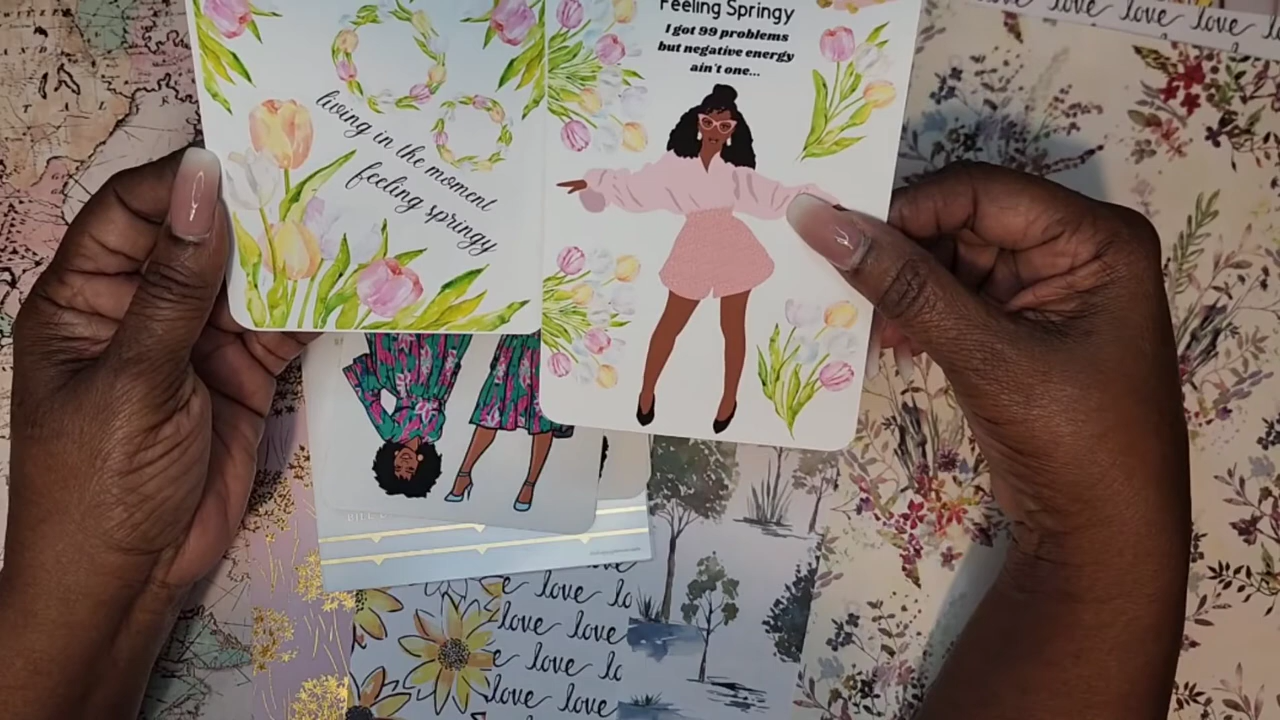 love love love
Feeling Springy
I got 99 problems
but negative energy
ain't one...
living in the moment
feeling springy
love lo
love love
love lo
love love